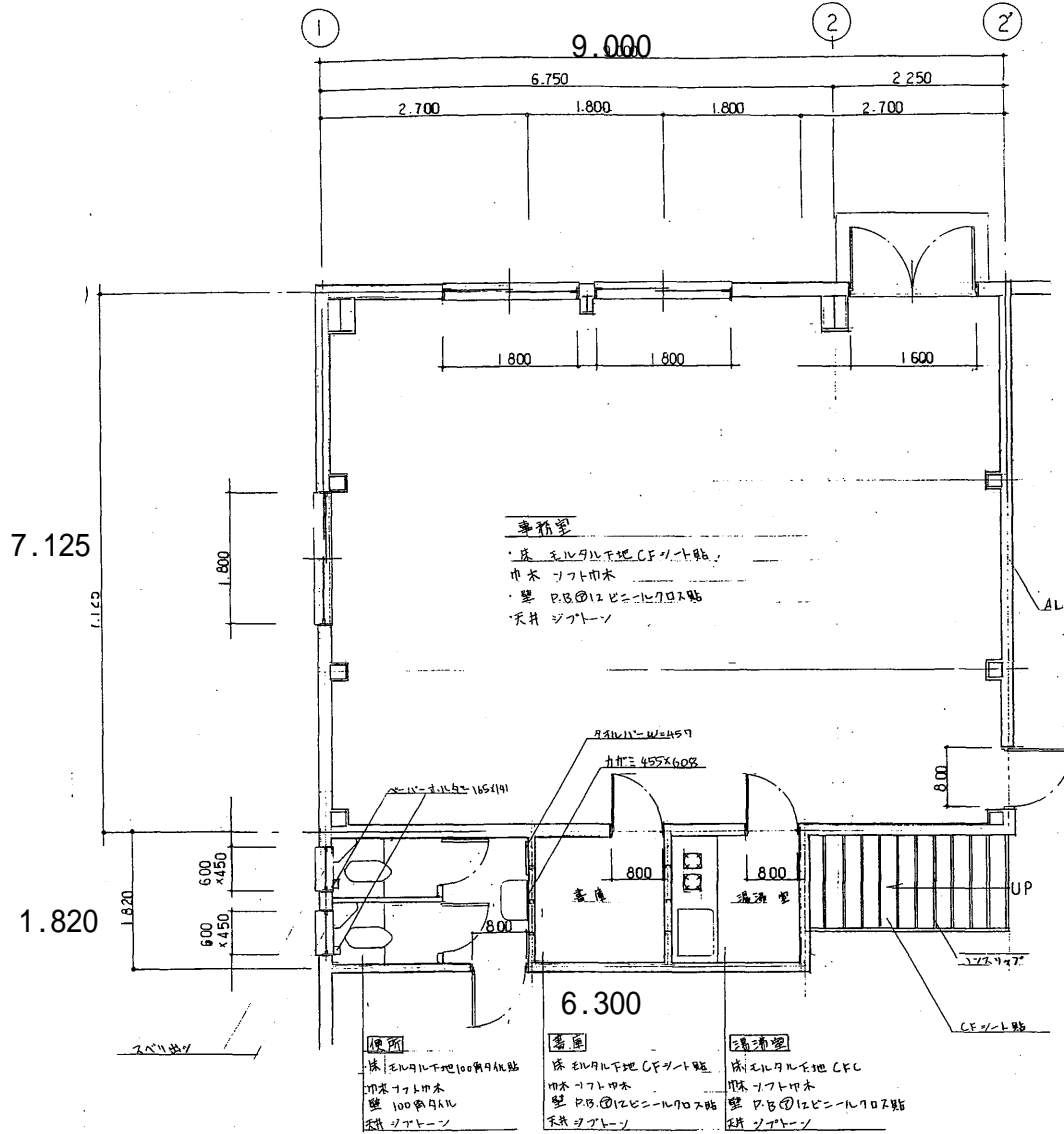 1
2
2'
9.000
6.750
2 250
2.700
1.800
1.800
2.700
1 800
1 800
1 600
7.125
7.125
1.800
事務室
・床 モルタル下地 CFシート貼
巾木 ソフト巾木
・壁 P.B.㋐12 ビニールクロス貼
・天井 ジプトーン
AL
タオルバー W=457
カガミ 455×608
ペーパーホルダー 165×141
800
600
×450
600
×450
1.820
1.820
800
書庫
800
湯沸室
800
UP
ノンスリップ
6.300
CFシート貼
スベリ出シ
便所
床 モルタル下地100角タイル貼
巾木 ソフト巾木
壁 100角タイル
天井 ジプトーン
書庫
床 モルタル下地 CFシート貼
巾木 ソフト巾木
壁 P.B.㋐12ビニールクロス貼
天井 ジプトーン
湯沸室
床 モルタル下地 CFC
巾木 ソフト巾木
壁 P.B.㋐12ビニールクロス貼
天井 ジプトーン